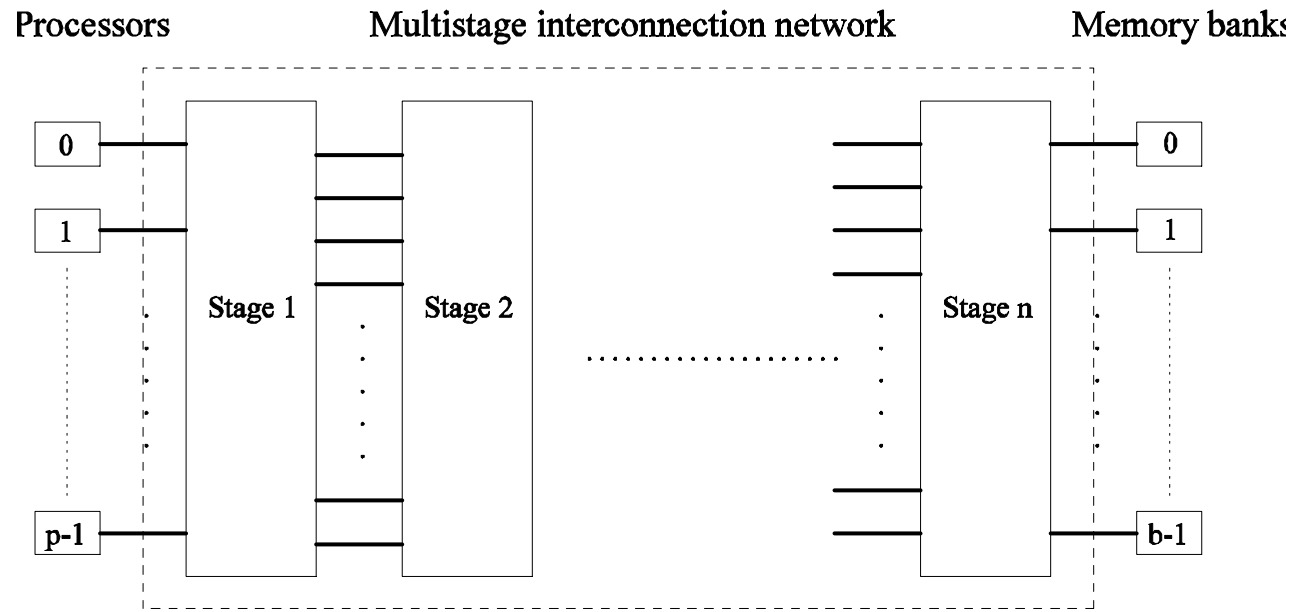 Processors Multistage interconnection network Memory banks
0 0
1 1
Stage 1 Stage 2 Stage n
p-1 b-1